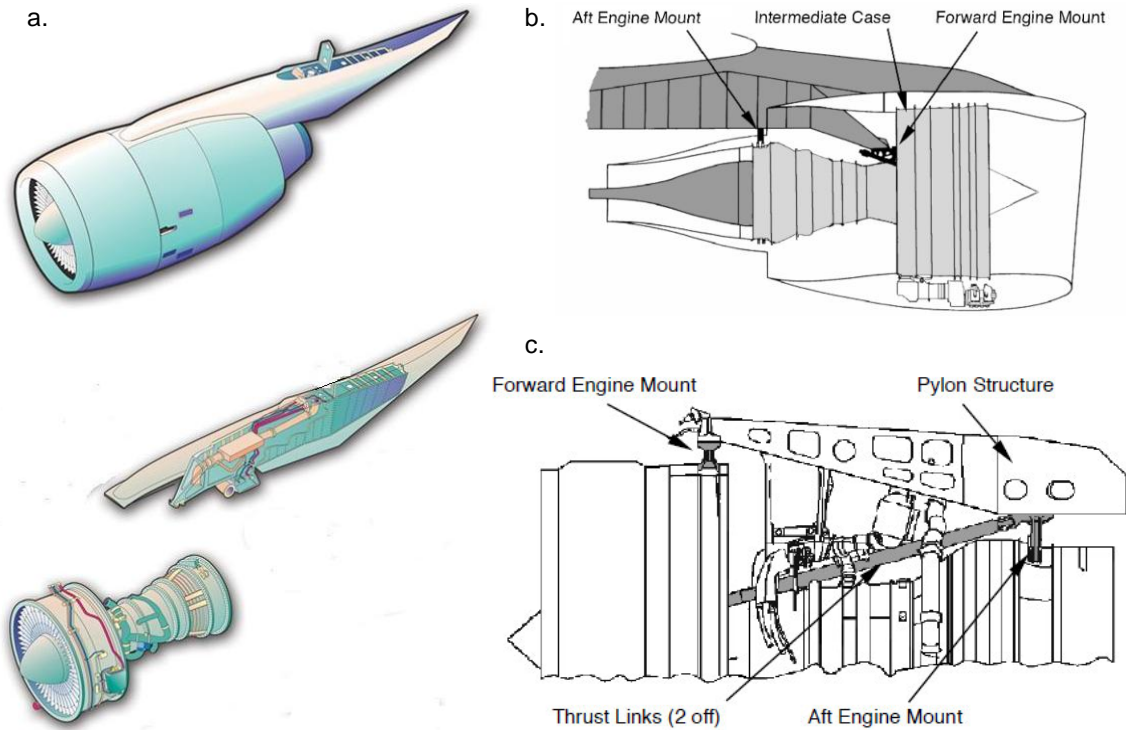 a.
b.
Aft Engine Mount
Intermediate Case
Forward Engine Mount
c.
Forward Engine Mount
Pylon Structure
Thrust Links (2 off)
Aft Engine Mount